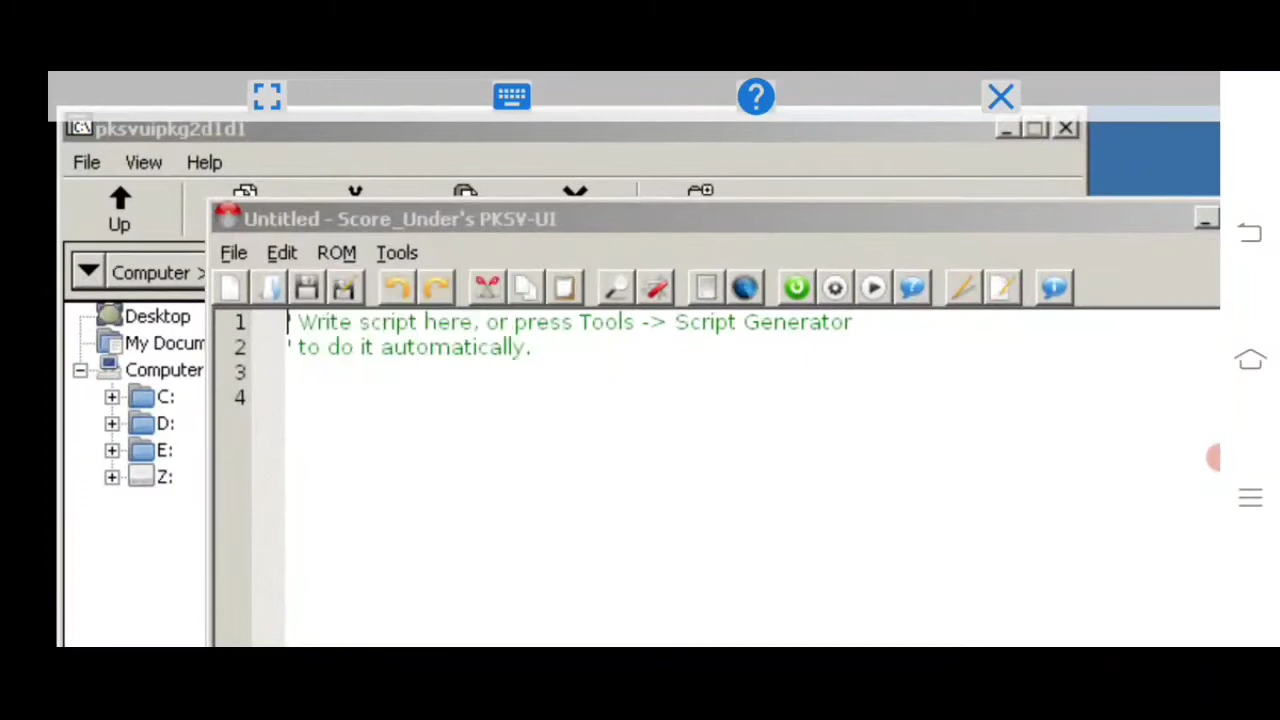 pksvuipkg2d1d1
File View Help
Up
Untitled - Score_Under's PKSV-UI
File Edit ROM Tools
Computer >
Desktop
My Docum
Computer
C:
D:
E:
Z:
1 ' Write script here, or press Tools -> Script Generator
2 ' to do it automatically.
3
4